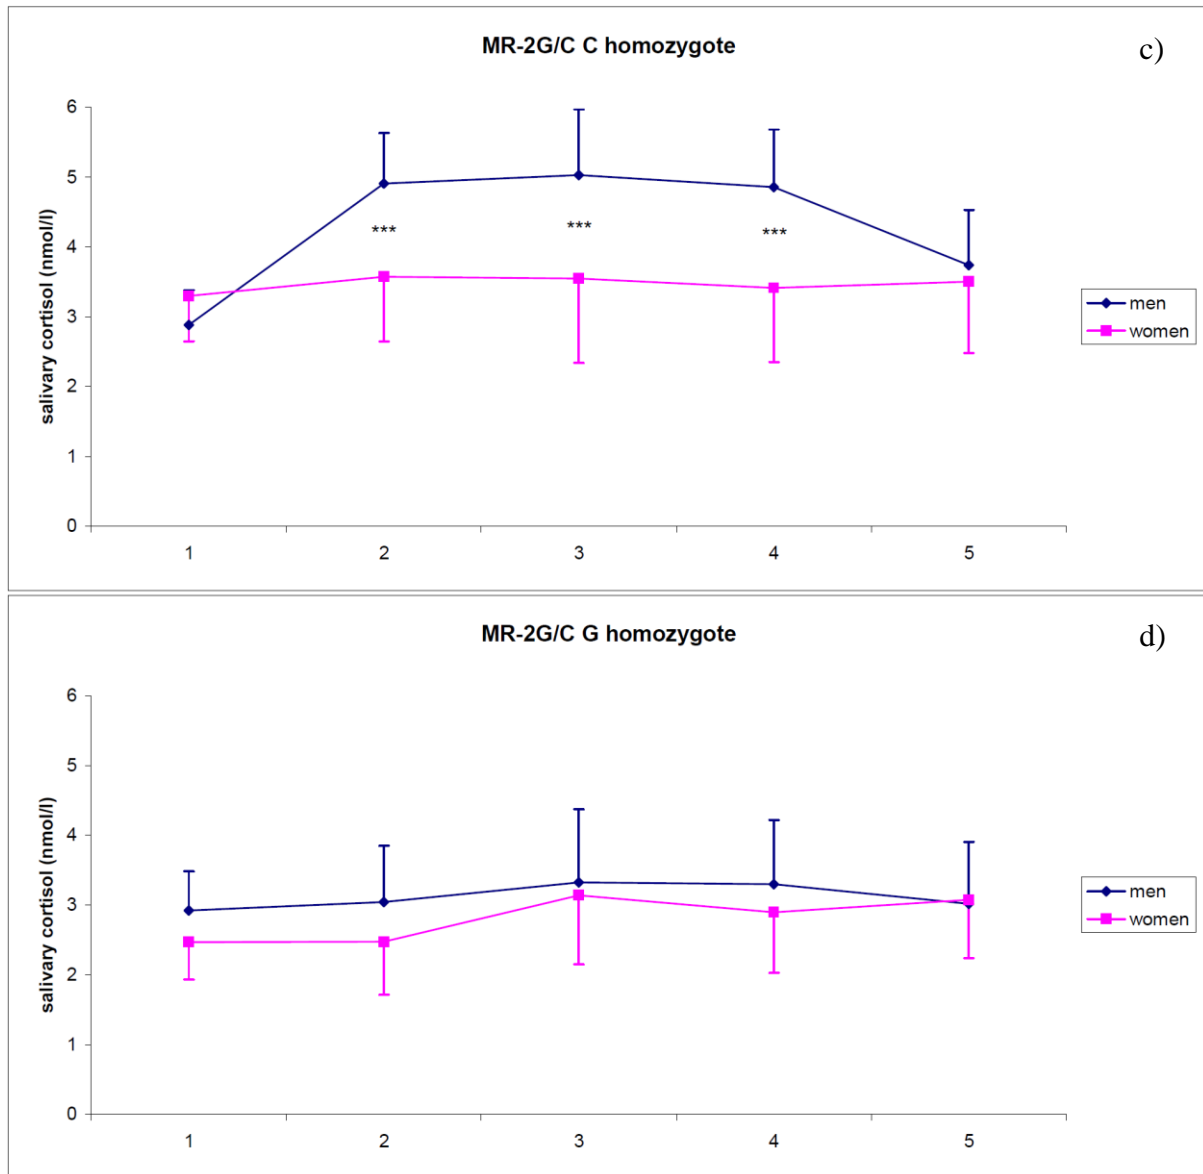 MR-2G/C C homozygote
c)
salivary cortisol (nmol/l)
6
5
4
3
2
1
0
***
***
***
1 2 3 4 5
men
women
MR-2G/C G homozygote
d)
salivary cortisol (nmol/l)
6
5
4
3
2
1
0
1 2 3 4 5
men
women